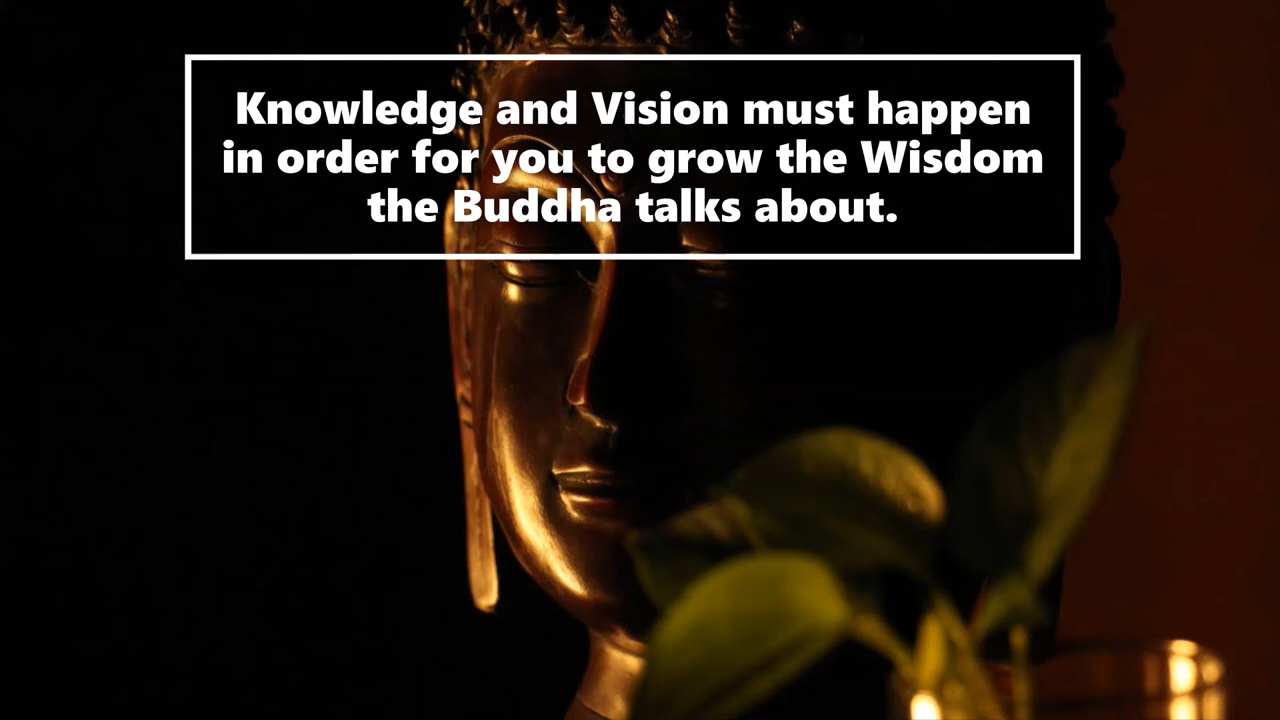 Knowledge and Vision must happen
in order for you to grow the Wisdom
the Buddha talks about.